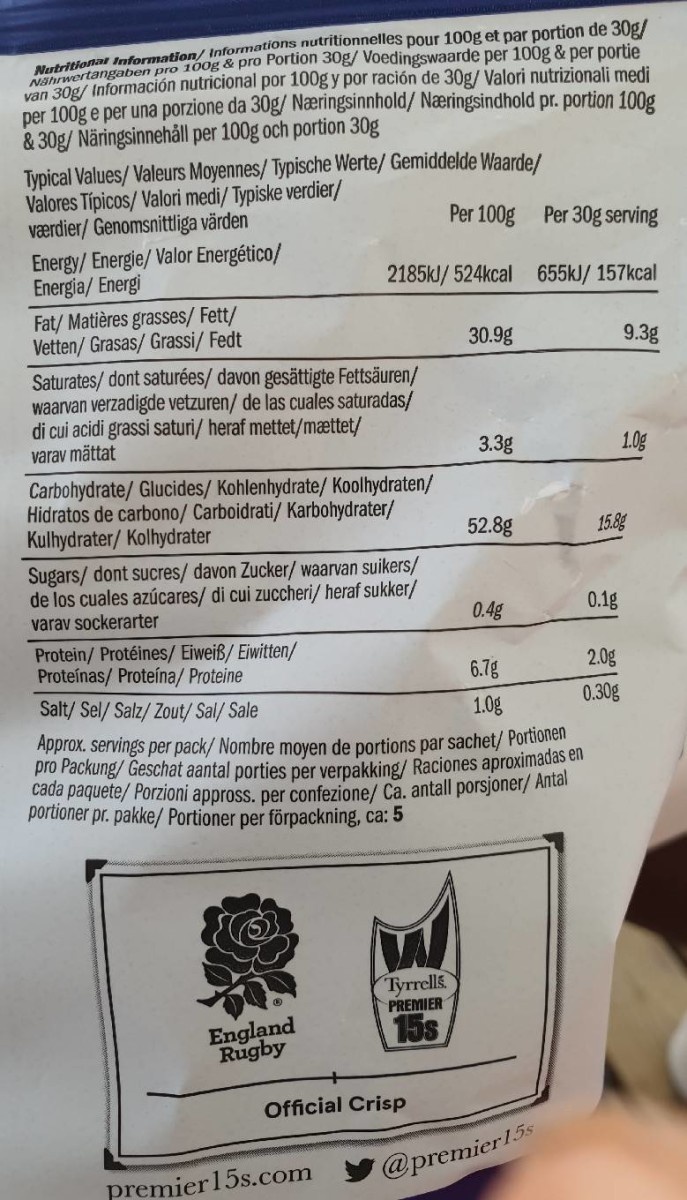 Nutritional Information/ Informations nutritionnelles pour 100g et par portion de 30g/
Nährwertangaben pro 100g & pro Portion 30g/ Voedingswaarde per 100g & per portie
van 30g/ Información nutricional por 100g y por ración de 30g/ Valori nutrizionali medi
per 100g e per una porzione da 30g/ Næringsinnhold/ Næringsindhold pr. portion 100g
& 30g/ Näringsinnehåll per 100g och portion 30g
Typical Values/ Valeurs Moyennes/ Typische Werte/ Gemiddelde Waarde/
Valores Típicos/ Valori medi/ Typiske verdier/
værdier/ Genomsnittliga värden
Per 100g Per 30g serving
Energy/ Energie/ Valor Energético/
Energia/ Energi
2185kJ/ 524kcal 655kJ/ 157kcal
Fat/ Matières grasses/ Fett/
Vetten/ Grasas/ Grassi/ Fedt
30.9g 9.3g
Saturates/ dont saturées/ davon gesättigte Fettsäuren/
waarvan verzadigde vetzuren/ de las cuales saturadas/
di cui acidi grassi saturi/ heraf mettet/mættet/
varav mättat
3.3g 1.0g
Carbohydrate/ Glucides/ Kohlenhydrate/ Koolhydraten/
Hidratos de carbono/ Carboidrati/ Karbohydrater/
Kulhydrater/ Kolhydrater
52.8g 15.8g
Sugars/ dont sucres/ davon Zucker/ waarvan suikers/
de los cuales azúcares/ di cui zuccheri/ heraf sukker/
varav sockerarter
0.4g 0.1g
Protein/ Protéines/ Eiweiß/ Eiwitten/
Proteínas/ Proteína/ Proteine
6.7g 2.0g
Salt/ Sel/ Salz/ Zout/ Sal/ Sale
1.0g 0.30g
Approx. servings per pack/ Nombre moyen de portions par sachet/ Portionen
pro Packung/ Geschat aantal porties per verpakking/ Raciones aproximadas en
cada paquete/ Porzioni appross. per confezione/ Ca. antall porsjoner/ Antal
portioner pr. pakke/ Portioner per förpackning, ca: 5
England
Rugby
Tyrrells.
PREMIER
15s
Official Crisp
premier15s.com @premier15s